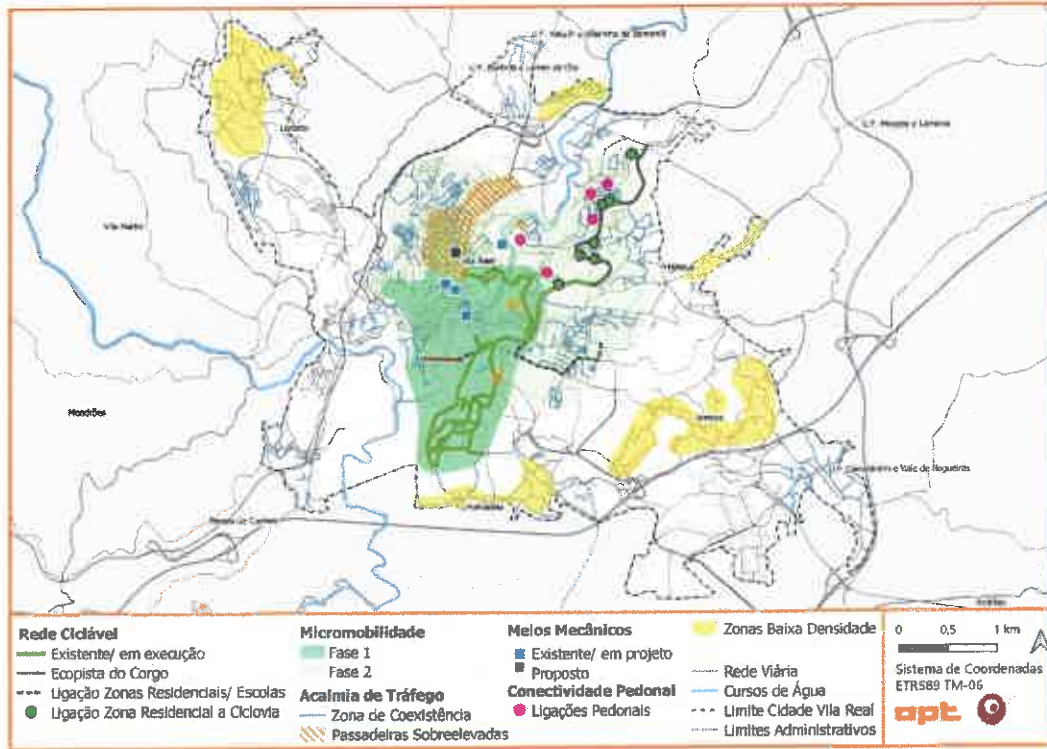 Lordelo
Vila Marim
Mondrões
Mateus
Vila Real
U.F. Mouçós e Lamares
U.F. Constantim e Vale de Nogueiras
Folhadela
Rede Ciclável
Existente/ em execução
Ecopista do Corgo
Ligação Zonas Residenciais/ Escolas
Ligação Zona Residencial a Ciclovia
Micromobilidade
Fase 1
Fase 2
Acalmia de Tráfego
Zona de Coexistência
Passadeiras Sobreelevadas
Meios Mecânicos
Existente/ em projeto
Proposto
Conectividade Pedonal
Ligações Pedonais
Zonas Baixa Densidade
Rede Viária
Cursos de Água
Limite Cidade Vila Real
Limites Administrativos
0 0,5 1 km
Sistema de Coordenadas
ETRS89 TM-06
opt